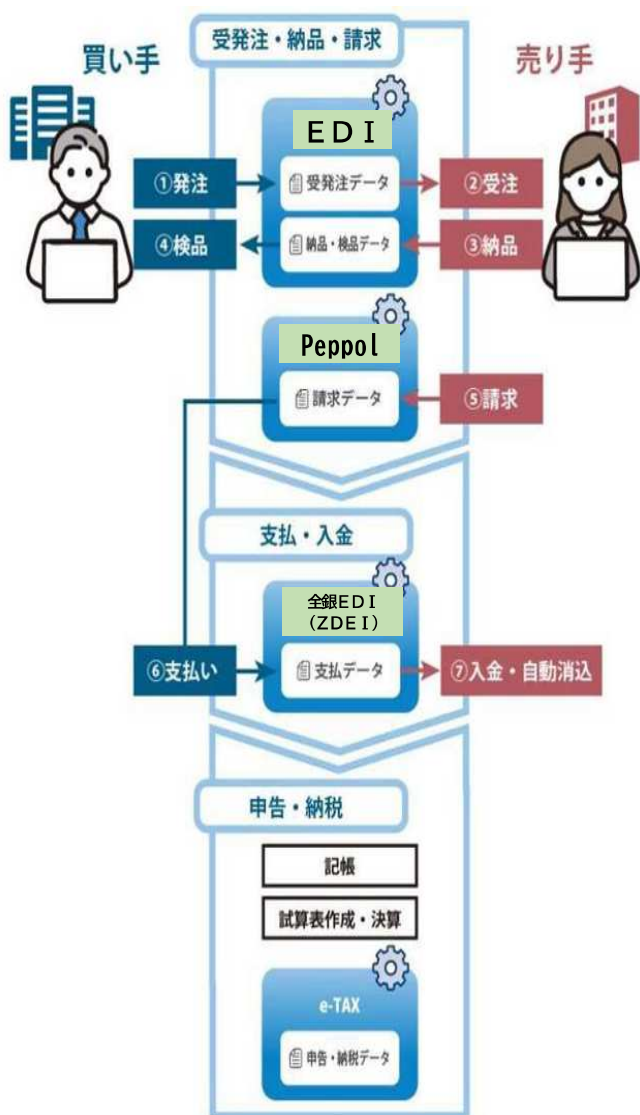 受発注・納品・請求
買い手
売り手
ＥＤＩ
①発注
受発注データ
②受注
④検品
納品・検品データ
③納品
Peppol
請求データ
⑤請求
支払・入金
全銀ＥＤＩ
（ＺＤＥＩ）
⑥支払い
支払データ
⑦入金・自動消込
申告・納税
記帳
試算表作成・決算
e-TAX
申告・納税データ